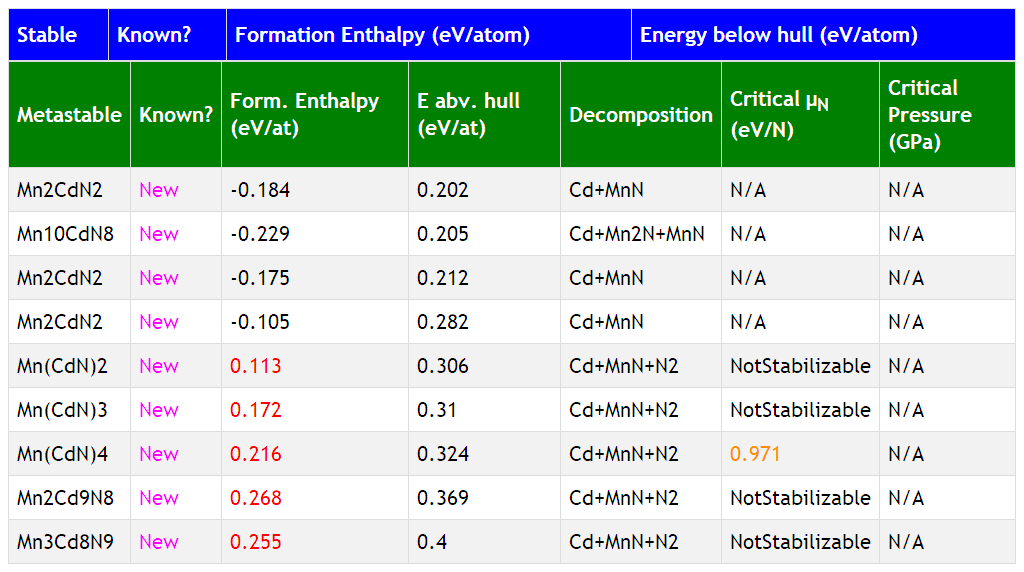 Stable Known? Formation Enthalpy (eV/atom) Energy below hull (eV/atom)
Metastable Known? Form. Enthalpy (eV/at) E abv. hull (eV/at) Decomposition Critical μN (eV/N) Critical Pressure (GPa)
Mn2CdN2 New -0.184 0.202 Cd+MnN N/A N/A
Mn10CdN8 New -0.229 0.205 Cd+Mn2N+MnN N/A N/A
Mn2CdN2 New -0.175 0.212 Cd+MnN N/A N/A
Mn2CdN2 New -0.105 0.282 Cd+MnN N/A N/A
Mn(CdN)2 New 0.113 0.306 Cd+MnN+N2 NotStabilizable N/A
Mn(CdN)3 New 0.172 0.31 Cd+MnN+N2 NotStabilizable N/A
Mn(CdN)4 New 0.216 0.324 Cd+MnN+N2 0.971 N/A
Mn2Cd9N8 New 0.268 0.369 Cd+MnN+N2 NotStabilizable N/A
Mn3Cd8N9 New 0.255 0.4 Cd+MnN+N2 NotStabilizable N/A